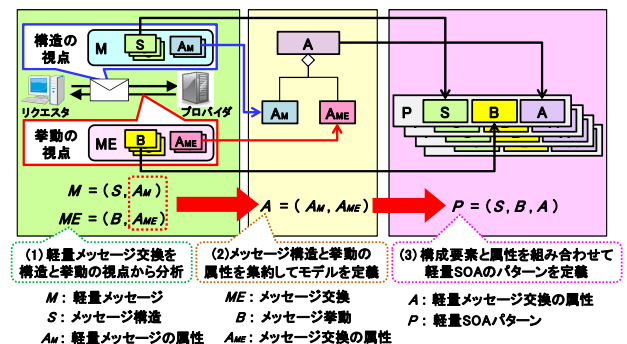 構造の
視点
M
S
AM
リクエスタ
プロバイダ
挙動の
視点
ME
B
AME
M = (S, AM)
ME = (B, AME)
A
AM
AME
A = (AM, AME)
P
S
B
A
P = (S, B, A)
(1) 軽量メッセージ交換を
構造と挙動の視点から分析
(2)メッセージ構造と挙動の
属性を集約してモデルを定義
(3) 構成要素と属性を組み合わせて
軽量SOAのパターンを定義
M : 軽量メッセージ
S : メッセージ構造
AM : 軽量メッセージの属性
ME : メッセージ交換
B : メッセージ挙動
AME : メッセージ交換の属性
A : 軽量メッセージ交換の属性
P : 軽量SOAパターン